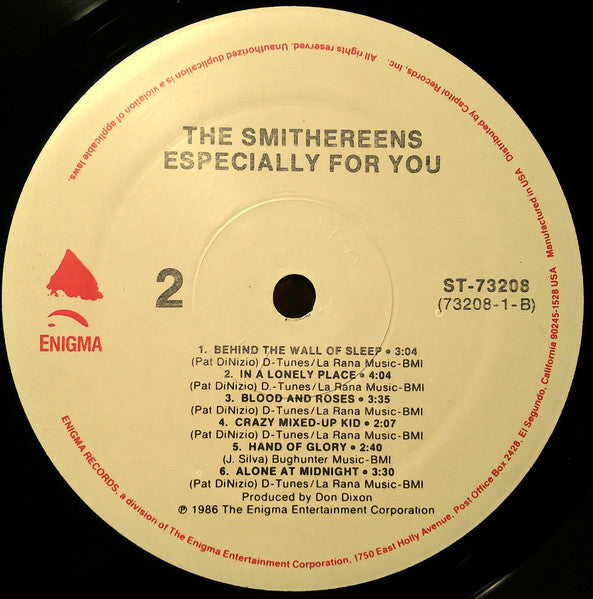 THE SMITHEREENS
ESPECIALLY FOR YOU
2
ST-73208
(73208-1-B)
ENIGMA
1. BEHIND THE WALL OF SLEEP • 3:04
(Pat DiNizio) D-Tunes/La Rana Music-BMI
2. IN A LONELY PLACE • 4:04
(Pat DiNizio) D.-Tunes/La Rana Music-BMI
3. BLOOD AND ROSES • 3:35
(Pat DiNizio) D-Tunes/La Rana Music-BMI
4. CRAZY MIXED-UP KID • 2:07
(Pat DiNizio) D-Tunes/La Rana Music-BMI
5. HAND OF GLORY • 2:40
(J. Silva) Bughunter Music-BMI
6. ALONE AT MIDNIGHT • 3:30
(Pat DiNizio) D-Tunes/La Rana Music-BMI
Produced by Don Dixon
℗ 1986 The Enigma Entertainment Corporation
ENIGMA RECORDS, a division of The Enigma Entertainment Corporation, 1750 East Holly Avenue, Post Office Box 2428, El Segundo, California 90245-1528 USA Manufactured in USA Distributed by Capitol Records, Inc. All rights reserved. Unauthorized duplication is a violation of applicable laws.